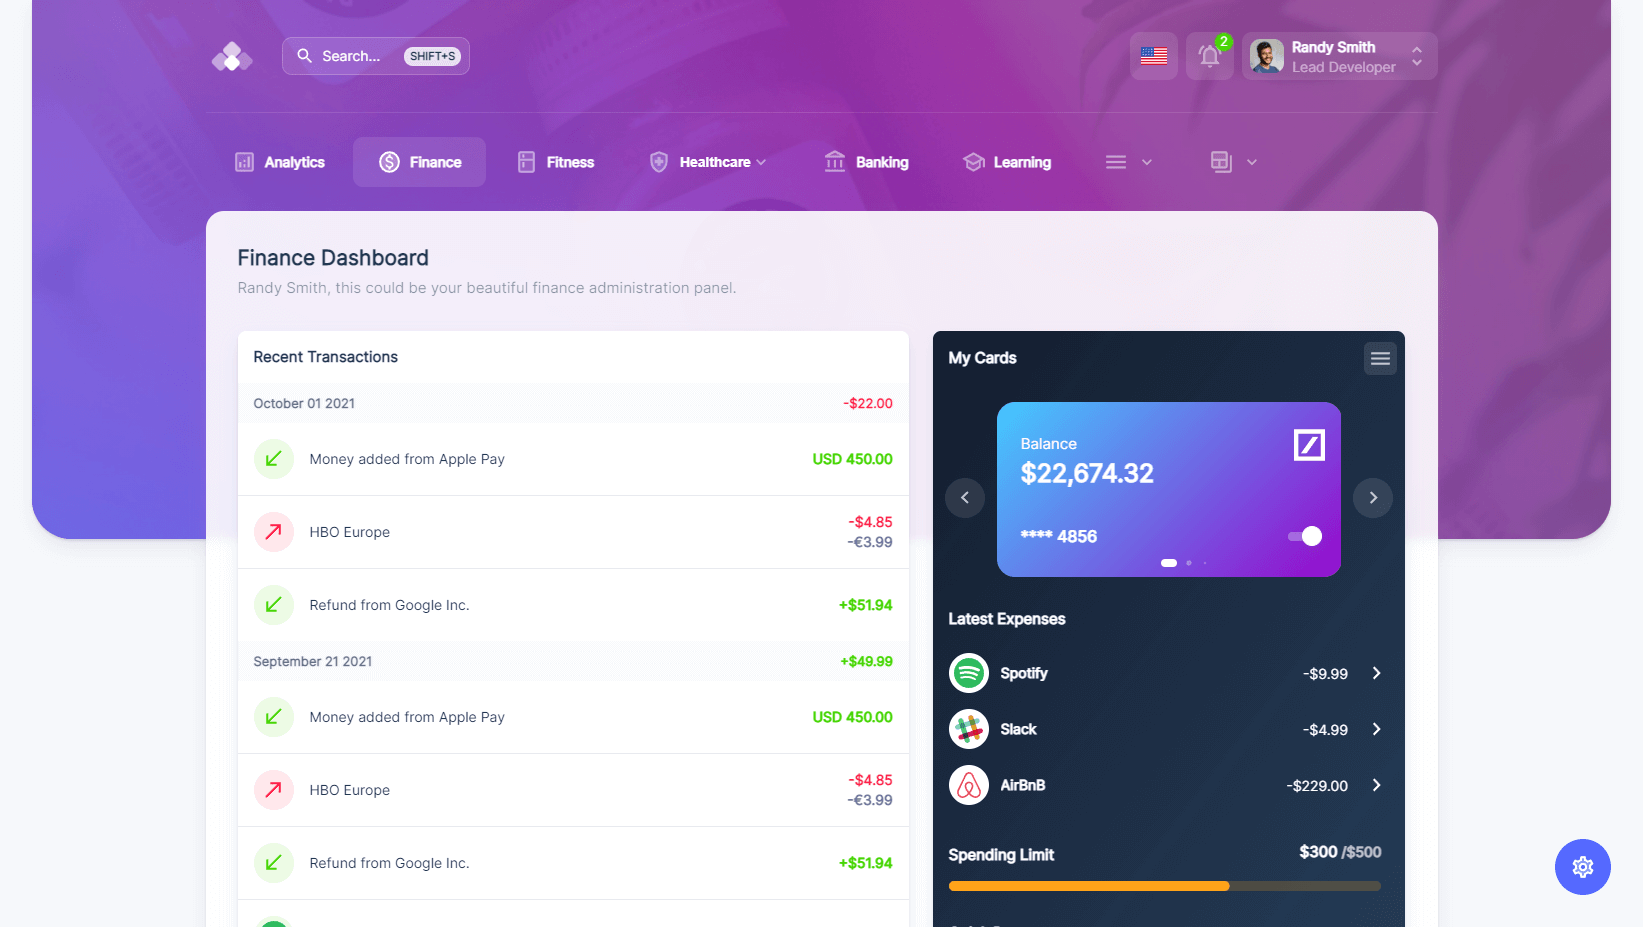 Search...
SHIFT+S
2
Randy Smith
Lead Developer
Analytics
Finance
Fitness
Healthcare
Banking
Learning
Finance Dashboard
Randy Smith, this could be your beautiful finance administration panel.
Recent Transactions
October 01 2021
-$22.00
Money added from Apple Pay
USD 450.00
HBO Europe
-$4.85
-€3.99
Refund from Google Inc.
+$51.94
September 21 2021
+$49.99
Money added from Apple Pay
USD 450.00
HBO Europe
-$4.85
-€3.99
Refund from Google Inc.
+$51.94
My Cards
Balance
$22,674.32
**** 4856
Latest Expenses
Spotify
-$9.99
Slack
-$4.99
AirBnB
-$229.00
Spending Limit
$300 /$500